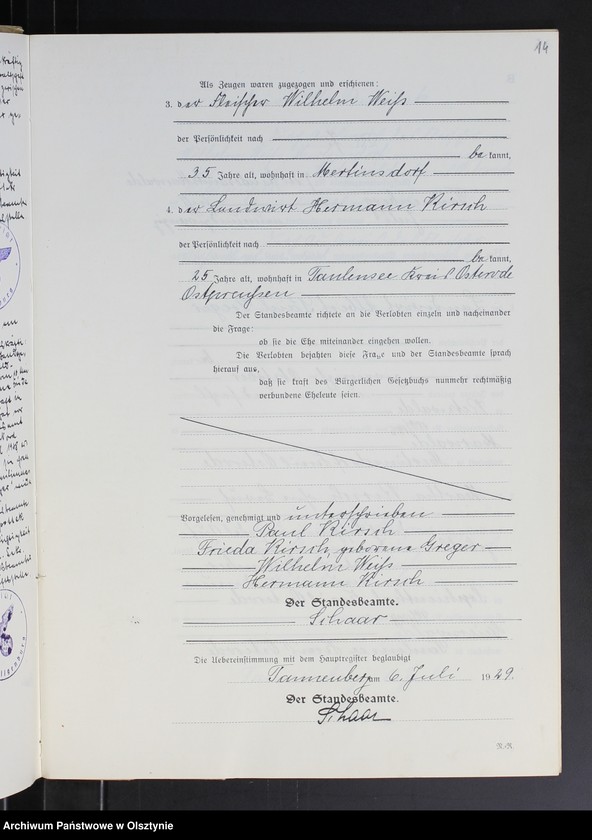 14
Als Zeugen waren zugezogen und erschienen:
3. der Fleischer Wilhelm Weiß
der Persönlichkeit nach
be kannt,
35 Jahre alt, wohnhaft in Mertinsdorf
4. der Landwirt Hermann Kirsch
der Persönlichkeit nach
be kannt,
25 Jahre alt, wohnhaft in Taulensee Kreis Osterode
Ostpreußen
Der Standesbeamte richtete an die Verlobten einzeln und nacheinander
die Frage:
ob sie die Ehe miteinander eingehen wollen.
Die Verlobten bejahten diese Frage und der Standesbeamte sprach
hierauf aus,
daß sie kraft des Bürgerlichen Gesetzbuchs nunmehr rechtmäßig
verbundene Eheleute seien.
Vorgelesen, genehmigt und unterschrieben
Paul Kirsch
Frieda Kirsch geborene Greger
Wilhelm Weiß
Hermann Kirsch
Der Standesbeamte.
Schaar
Die Uebereinstimmung mit dem Hauptregister beglaubigt
Tannenberg am 6. Juli 1929.
Der Standesbeamte.
Schaar
R/R
Archiwum Państwowe w Olsztynie